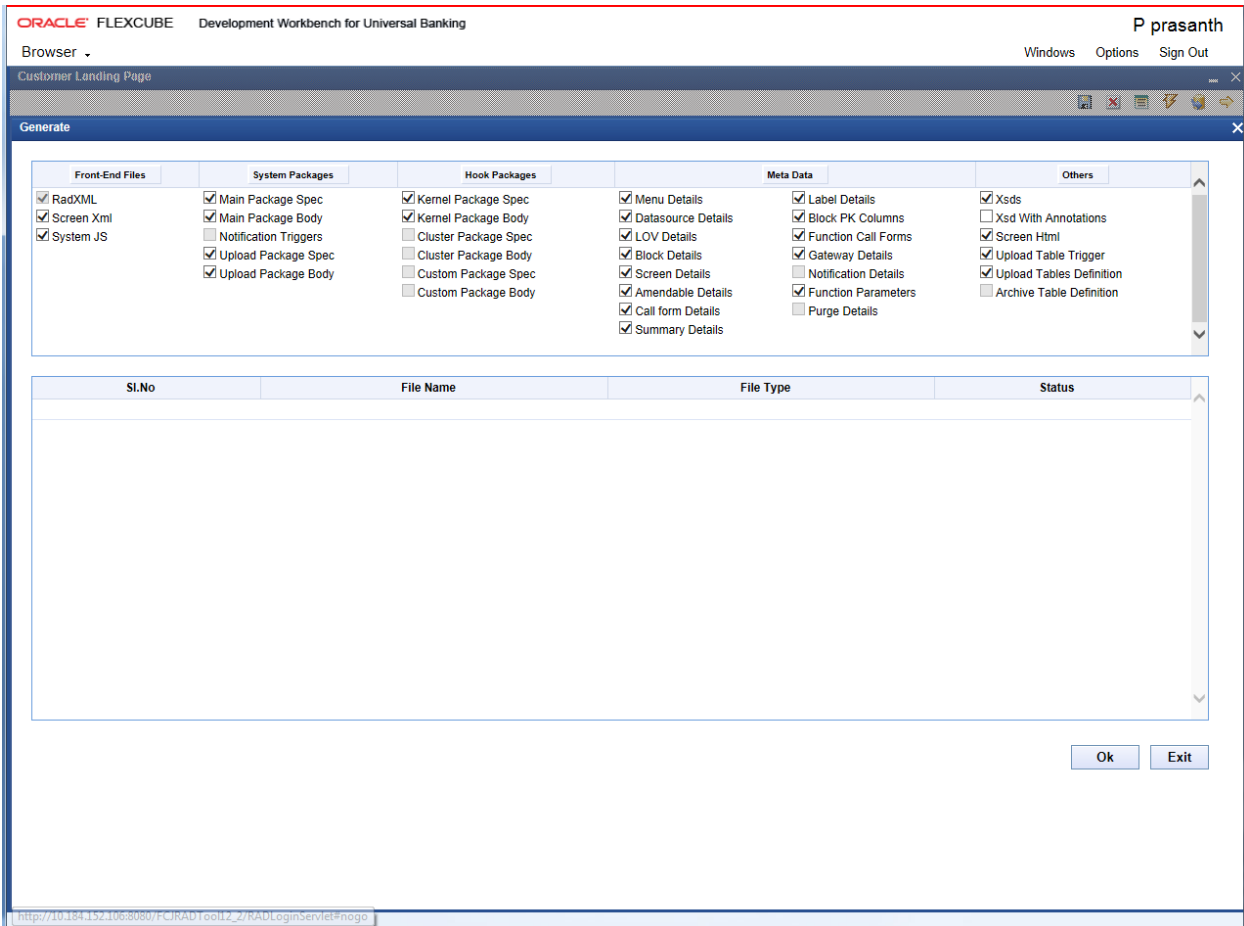 ORACLE' FLEXCUBE Development Workbench for Universal Banking
P prasanth
Browser
Windows Options Sign Out
Customer Landing Page
Generate
Front-End Files System Packages Hook Packages Meta Data Others
RadXML Main Package Spec Kernel Package Spec Menu Details Label Details Xsds
Screen Xml Main Package Body Kernel Package Body Datasource Details Block PK Columns Xsd With Annotations
System JS Notification Triggers Cluster Package Spec LOV Details Function Call Forms Screen Html
Upload Package Spec Cluster Package Body Block Details Gateway Details Upload Table Trigger
Upload Package Body Custom Package Spec Screen Details Notification Details Upload Tables Definition
Custom Package Body Amendable Details Function Parameters Archive Table Definition
Call form Details Purge Details
Summary Details
Sl.No File Name File Type Status
Ok Exit
http://10.184.152.106:8080/FCJRADTool12_2/RADLoginServlet#nogo